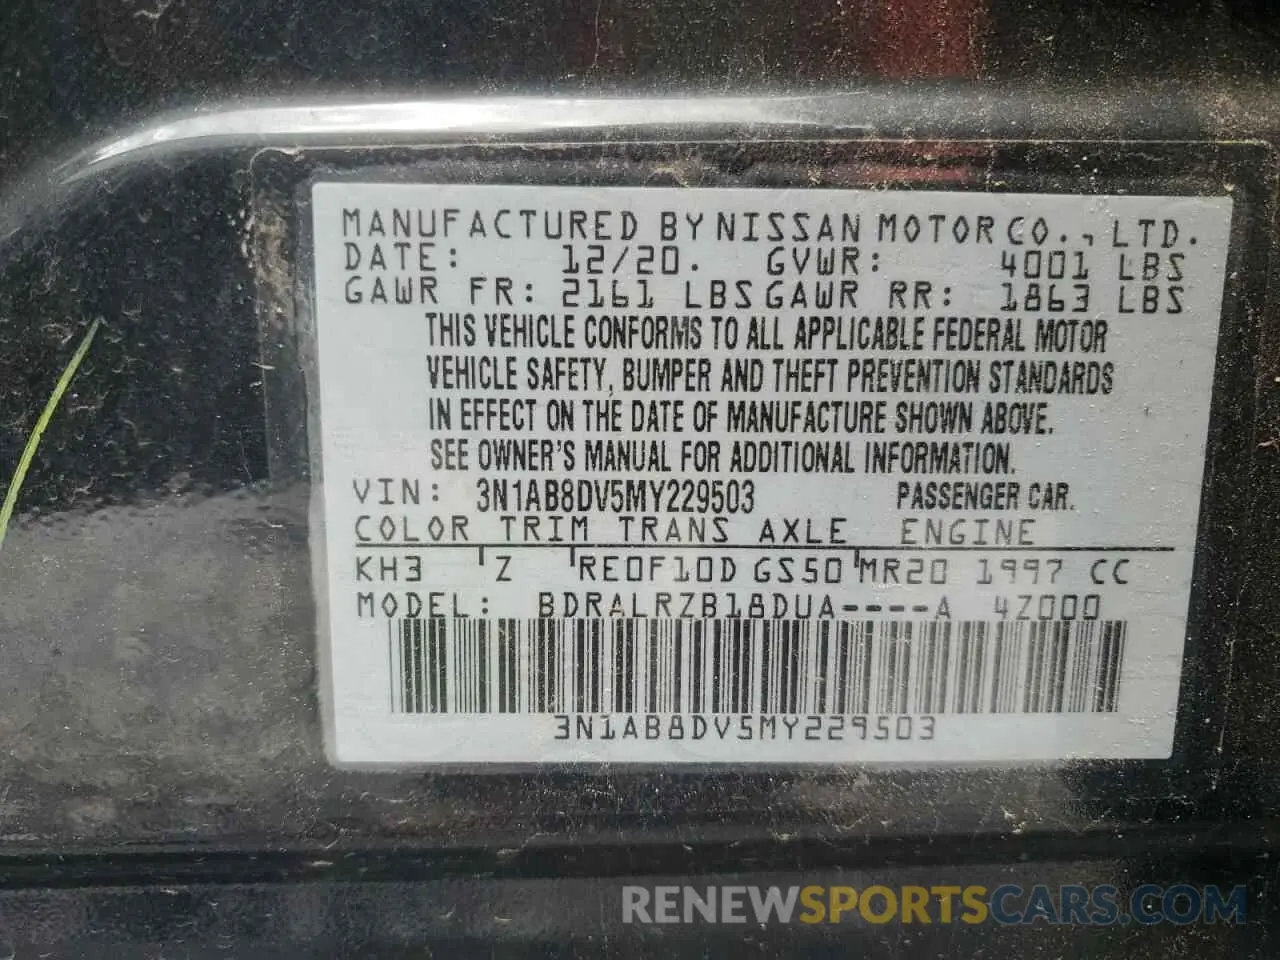 MANUFACTURED BY NISSAN MOTOR CO., LTD.
DATE: 12/20. GVWR: 4001 LBS
GAWR FR: 2161 LBS GAWR RR: 1863 LBS
THIS VEHICLE CONFORMS TO ALL APPLICABLE FEDERAL MOTOR
VEHICLE SAFETY, BUMPER AND THEFT PREVENTION STANDARDS
IN EFFECT ON THE DATE OF MANUFACTURE SHOWN ABOVE.
SEE OWNER'S MANUAL FOR ADDITIONAL INFORMATION.
VIN: 3N1AB8DV5MY229503 PASSENGER CAR.
COLOR TRIM TRANS AXLE ENGINE
KH3 Z RE0F10D GS50 MR20 1997 CC
MODEL: BDRALRZB18DUA----A 4Z000
3N1AB8DV5MY229503
RENEWSPORTSCARS.COM